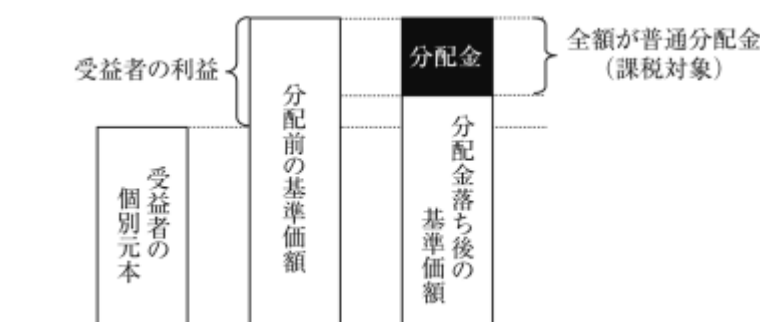 受益者の利益
分配金
全額が普通分配金
（課税対象）
受益者の
個別元本
分配前の基準価額
分配金落ち後の
基準価額